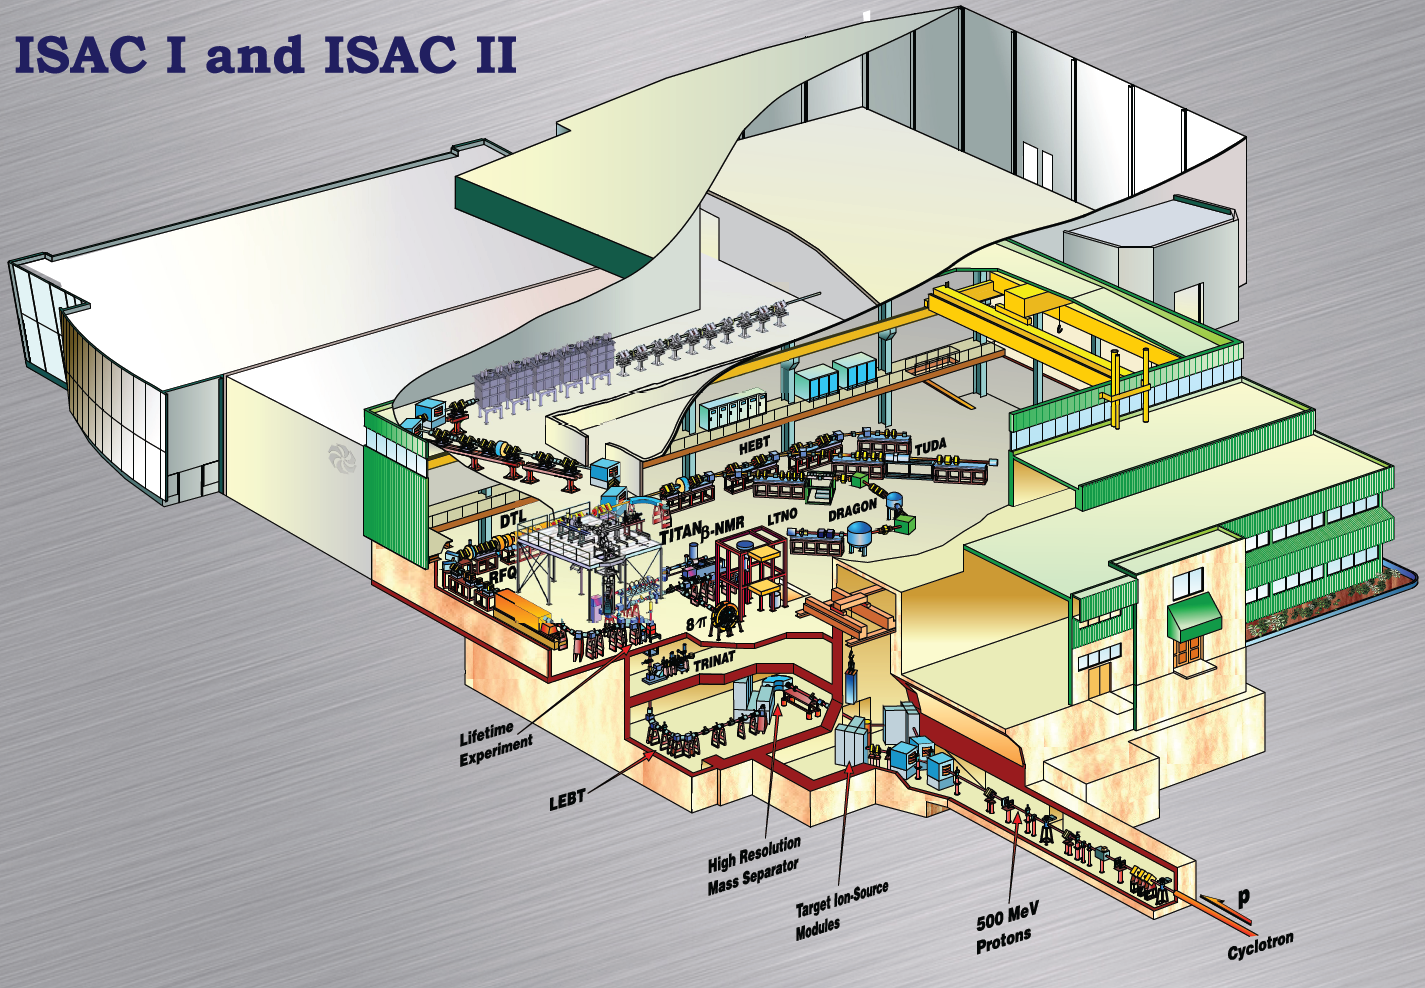 ISAC I and ISAC II
HEBT
TUDA
DTL
TITAN
β-NMR
LTNO
DRAGON
RFQ
8π
TRINAT
Lifetime
Experiment
LEBT
High Resolution
Mass Separator
Target Ion-Source
Modules
500 MeV
Protons
p
Cyclotron